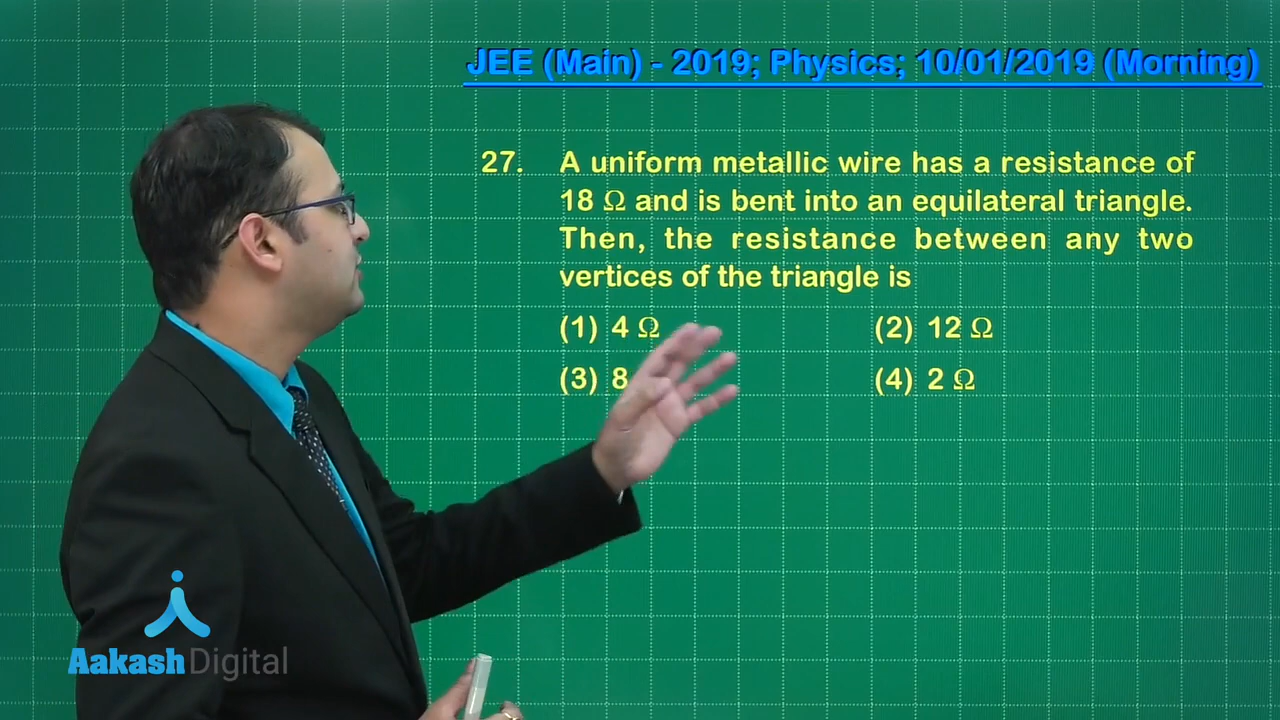 JEE (Main) - 2019; Physics; 10/01/2019 (Morning)
27. A uniform metallic wire has a resistance of
18 Ω and is bent into an equilateral triangle.
Then, the resistance between any two
vertices of the triangle is
(1) 4 Ω (2) 12 Ω
(3) 8 (4) 2 Ω
Aakash Digital